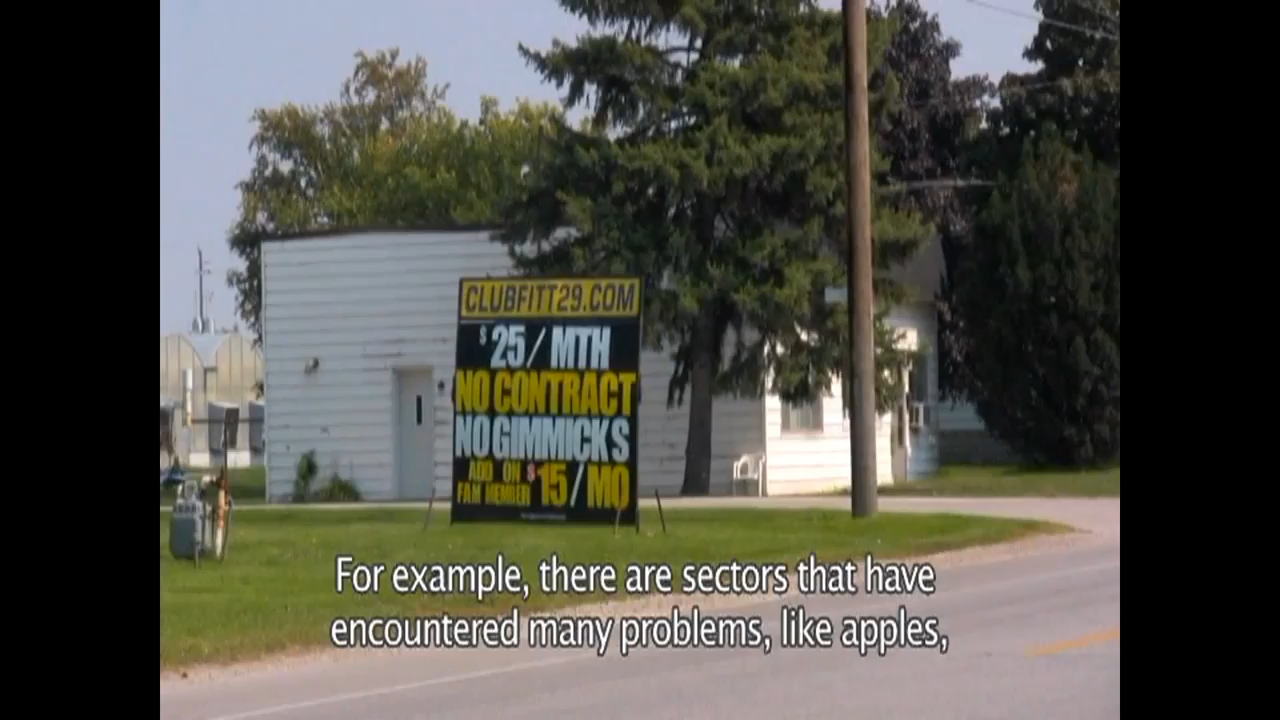 CLUBFITT29.COM
$25/MTH
NO CONTRACT
NO GIMMICKS
ADD ON
FAM MEMBER $15/MO
For example, there are sectors that have
encountered many problems, like apples,